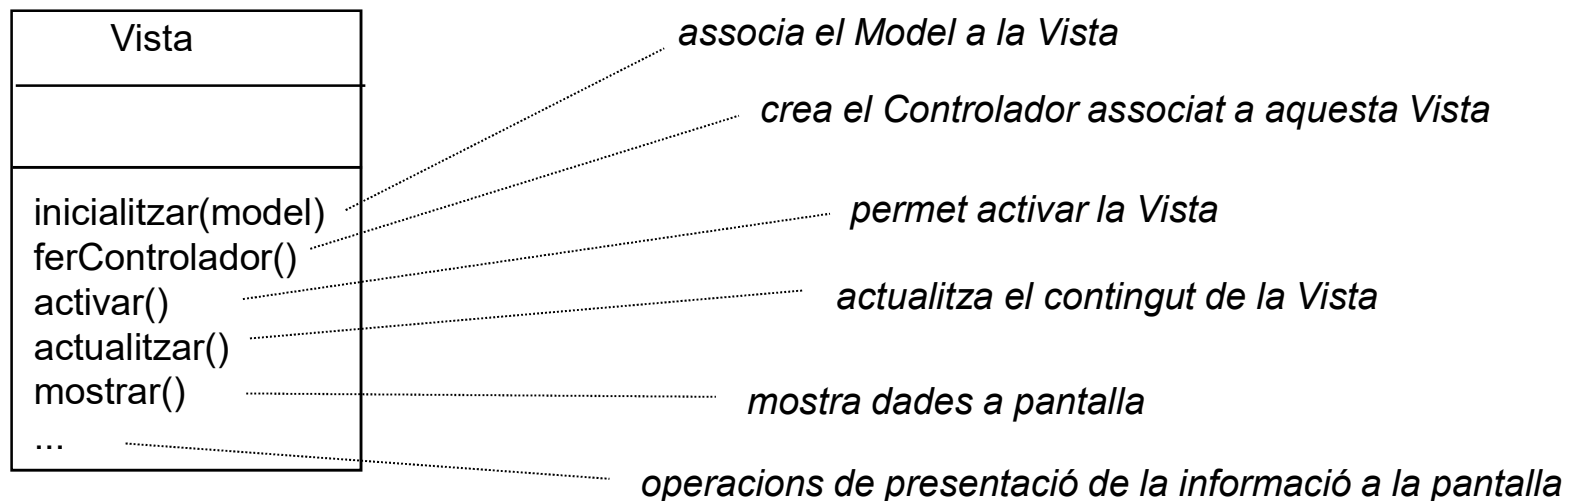 Vista
associa el Model a la Vista
crea el Controlador associat a aquesta Vista
inicialitzar(model)
permet activar la Vista
ferControlador()
activar()
actualitza el contingut de la Vista
actualitzar()
mostrar()
mostra dades a pantalla
...
operacions de presentació de la informació a la pantalla